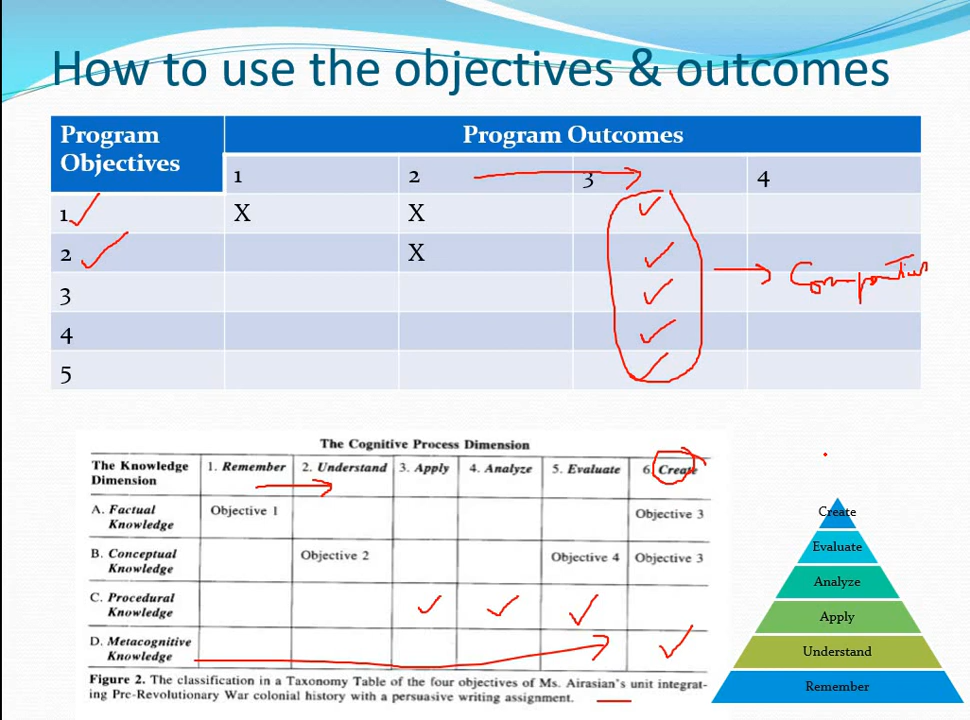 How to use the objectives & outcomes
Program Objectives
Program Outcomes
1 2 3 4
1 X X
2 X
3
4
5
The Cognitive Process Dimension
The Knowledge Dimension
1. Remember 2. Understand 3. Apply 4. Analyze 5. Evaluate 6. Create
A. Factual Knowledge
Objective 1 Objective 3
B. Conceptual Knowledge
Objective 2 Objective 4 Objective 3
C. Procedural Knowledge
D. Metacognitive Knowledge
Figure 2. The classification in a Taxonomy Table of the four objectives of Ms. Airasian's unit integrat-
ing Pre-Revolutionary War colonial history with a persuasive writing assignment.
Create
Evaluate
Analyze
Apply
Understand
Remember